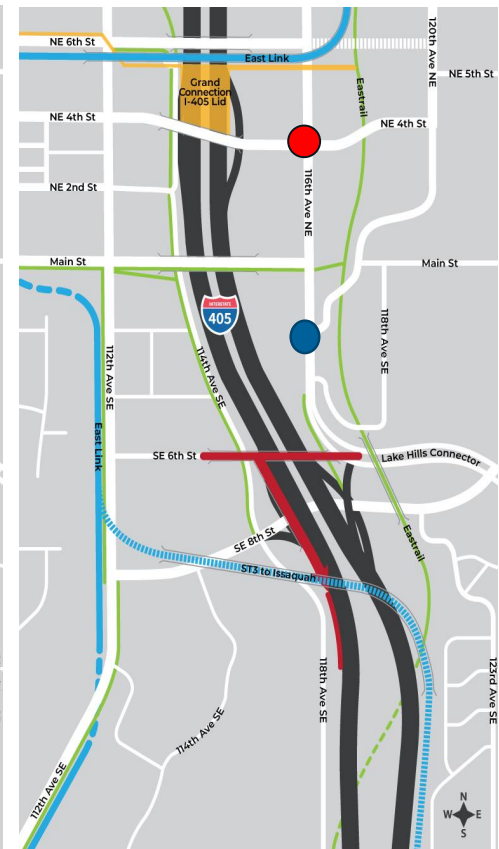 120th Ave NE
NE 6th St
East Link
NE 5th St
Grand
Connection
I-405 Lid
Eastrail
NE 4th St
NE 4th St
116th Ave NE
NE 2nd St
Main St
Main St
INTERSTATE
405
118th Ave SE
112th Ave SE
114th Ave SE
East Link
SE 6th St
Lake Hills Connector
SE 8th St
Eastrail
ST3 to Issaquah
118th Ave SE
123rd Ave SE
114th Ave SE
112th Ave SE
N
W E
S